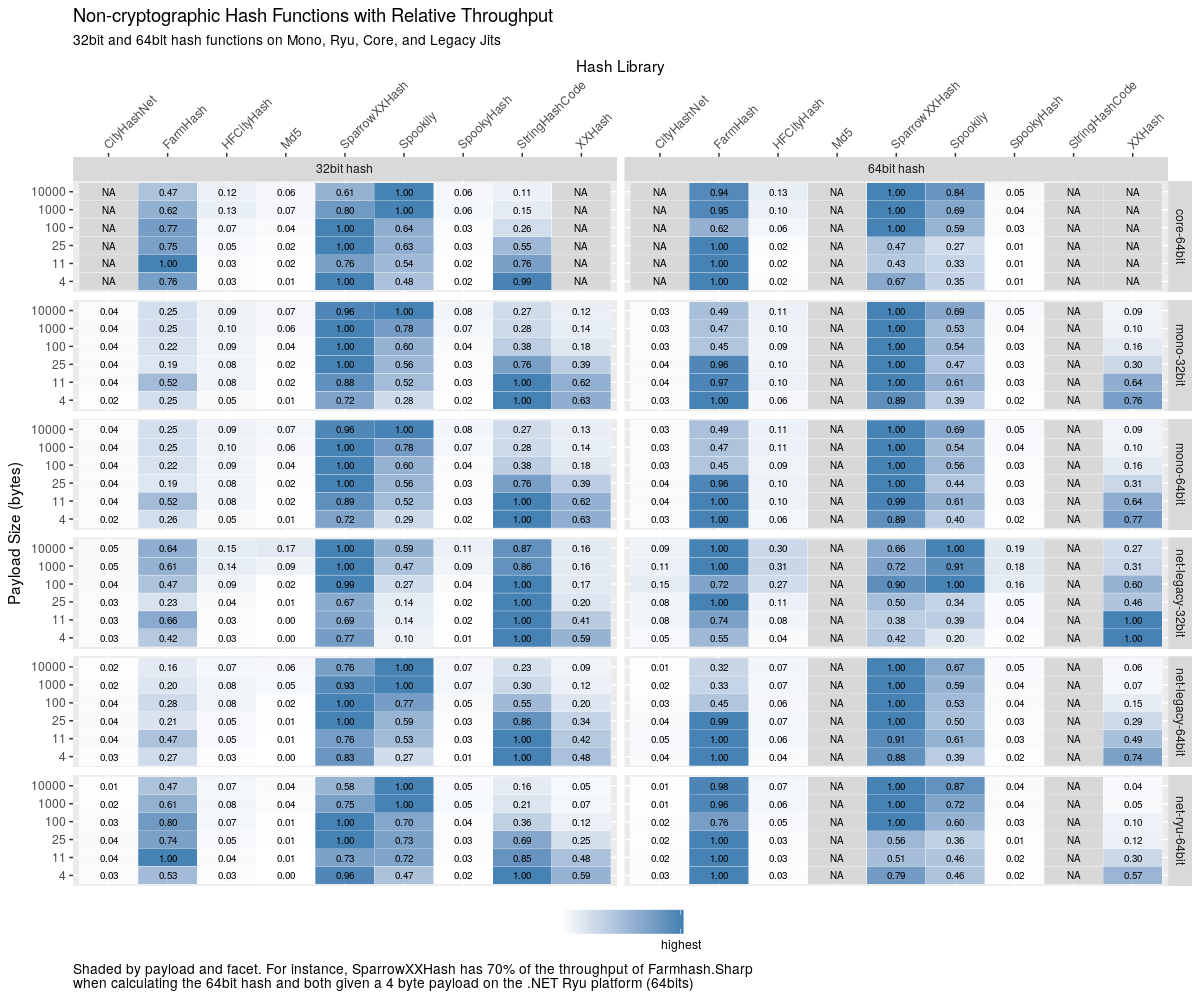 Non-cryptographic Hash Functions with Relative Throughput
32bit and 64bit hash functions on Mono, Ryu, Core, and Legacy Jits
Hash Library
CityHashNet FarmHash HFCityHash Md5 SparrowXXHash Spookily SpookyHash StringHashCode XXHash CityHashNet FarmHash HFCityHash Md5 SparrowXXHash Spookily SpookyHash StringHashCode XXHash
32bit hash 64bit hash
10000 NA 0.47 0.12 0.06 0.61 1.00 0.06 0.11 NA NA 0.94 0.13 NA 1.00 0.84 0.05 NA NA
1000 NA 0.62 0.13 0.07 0.80 1.00 0.06 0.15 NA NA 0.95 0.10 NA 1.00 0.69 0.04 NA NA
100 NA 0.77 0.07 0.04 1.00 0.64 0.03 0.26 NA NA 0.62 0.06 NA 1.00 0.59 0.03 NA NA
25 NA 0.75 0.05 0.02 1.00 0.63 0.03 0.55 NA NA 1.00 0.02 NA 0.47 0.27 0.01 NA NA
11 NA 1.00 0.03 0.02 0.76 0.54 0.02 0.76 NA NA 1.00 0.02 NA 0.43 0.33 0.01 NA NA
4 NA 0.76 0.03 0.01 1.00 0.48 0.02 0.99 NA NA 1.00 0.02 NA 0.67 0.35 0.01 NA NA
core-64bit
10000 0.04 0.25 0.09 0.07 0.96 1.00 0.08 0.27 0.12 0.03 0.49 0.11 NA 1.00 0.69 0.05 NA 0.09
1000 0.04 0.25 0.10 0.06 1.00 0.78 0.07 0.28 0.14 0.03 0.47 0.10 NA 1.00 0.53 0.04 NA 0.10
100 0.04 0.22 0.09 0.04 1.00 0.60 0.04 0.38 0.18 0.03 0.45 0.09 NA 1.00 0.54 0.03 NA 0.16
25 0.04 0.19 0.08 0.02 1.00 0.56 0.03 0.76 0.39 0.04 0.96 0.10 NA 1.00 0.47 0.03 NA 0.30
11 0.04 0.52 0.08 0.02 0.88 0.52 0.03 1.00 0.62 0.04 0.97 0.10 NA 1.00 0.61 0.03 NA 0.64
4 0.02 0.25 0.05 0.01 0.72 0.28 0.02 1.00 0.63 0.03 1.00 0.06 NA 0.89 0.39 0.02 NA 0.76
mono-32bit
10000 0.04 0.25 0.09 0.07 0.96 1.00 0.08 0.27 0.13 0.03 0.49 0.11 NA 1.00 0.69 0.05 NA 0.09
1000 0.04 0.25 0.10 0.06 1.00 0.78 0.07 0.28 0.14 0.03 0.47 0.11 NA 1.00 0.54 0.04 NA 0.10
100 0.04 0.22 0.09 0.04 1.00 0.60 0.04 0.38 0.18 0.03 0.45 0.09 NA 1.00 0.56 0.03 NA 0.16
25 0.04 0.19 0.08 0.02 1.00 0.56 0.03 0.76 0.39 0.04 0.96 0.10 NA 1.00 0.44 0.03 NA 0.31
11 0.04 0.52 0.08 0.02 0.89 0.52 0.03 1.00 0.62 0.04 1.00 0.10 NA 0.99 0.61 0.03 NA 0.64
4 0.02 0.26 0.05 0.01 0.72 0.29 0.02 1.00 0.63 0.03 1.00 0.06 NA 0.89 0.40 0.02 NA 0.77
mono-64bit
Payload Size (bytes)
10000 0.05 0.64 0.15 0.17 1.00 0.59 0.11 0.87 0.16 0.09 1.00 0.30 NA 0.66 1.00 0.19 NA 0.27
1000 0.05 0.61 0.14 0.09 1.00 0.47 0.09 0.86 0.16 0.11 1.00 0.31 NA 0.72 0.91 0.18 NA 0.31
100 0.04 0.47 0.09 0.02 0.99 0.27 0.04 1.00 0.17 0.15 0.72 0.27 NA 0.90 1.00 0.16 NA 0.60
25 0.03 0.23 0.04 0.01 0.67 0.14 0.02 1.00 0.20 0.08 1.00 0.11 NA 0.50 0.34 0.05 NA 0.46
11 0.03 0.66 0.03 0.00 0.69 0.14 0.02 1.00 0.41 0.08 0.74 0.08 NA 0.38 0.39 0.04 NA 1.00
4 0.03 0.42 0.03 0.00 0.77 0.10 0.01 1.00 0.59 0.05 0.55 0.04 NA 0.42 0.20 0.02 NA 1.00
net-legacy-32bit
10000 0.02 0.16 0.07 0.06 0.76 1.00 0.07 0.23 0.09 0.01 0.32 0.07 NA 1.00 0.67 0.05 NA 0.06
1000 0.02 0.20 0.08 0.05 0.93 1.00 0.07 0.30 0.12 0.02 0.33 0.07 NA 1.00 0.59 0.04 NA 0.07
100 0.04 0.28 0.08 0.02 1.00 0.77 0.05 0.55 0.20 0.03 0.45 0.06 NA 1.00 0.53 0.04 NA 0.15
25 0.04 0.21 0.05 0.01 1.00 0.59 0.03 0.86 0.34 0.04 0.99 0.07 NA 1.00 0.50 0.03 NA 0.29
11 0.04 0.47 0.05 0.01 0.76 0.53 0.03 1.00 0.42 0.05 1.00 0.06 NA 0.91 0.61 0.03 NA 0.49
4 0.03 0.27 0.03 0.00 0.83 0.27 0.01 1.00 0.48 0.04 1.00 0.04 NA 0.88 0.39 0.02 NA 0.74
net-legacy-64bit
10000 0.01 0.47 0.07 0.04 0.58 1.00 0.05 0.16 0.05 0.01 0.98 0.07 NA 1.00 0.87 0.04 NA 0.04
1000 0.02 0.61 0.08 0.04 0.75 1.00 0.05 0.21 0.07 0.01 0.96 0.06 NA 1.00 0.72 0.04 NA 0.05
100 0.03 0.80 0.07 0.01 1.00 0.70 0.04 0.36 0.12 0.02 0.76 0.05 NA 1.00 0.60 0.03 NA 0.10
25 0.04 0.74 0.05 0.01 1.00 0.73 0.03 0.69 0.25 0.02 1.00 0.03 NA 0.56 0.36 0.01 NA 0.12
11 0.04 1.00 0.04 0.01 0.73 0.72 0.03 0.85 0.48 0.02 1.00 0.03 NA 0.51 0.46 0.02 NA 0.30
4 0.03 0.53 0.03 0.00 0.96 0.47 0.02 1.00 0.59 0.03 1.00 0.03 NA 0.79 0.46 0.02 NA 0.57
net-ryu-64bit
highest
Shaded by payload and facet. For instance, SparrowXXHash has 70% of the throughput of Farmhash.Sharp
when calculating the 64bit hash and both given a 4 byte payload on the .NET Ryu platform (64bits)